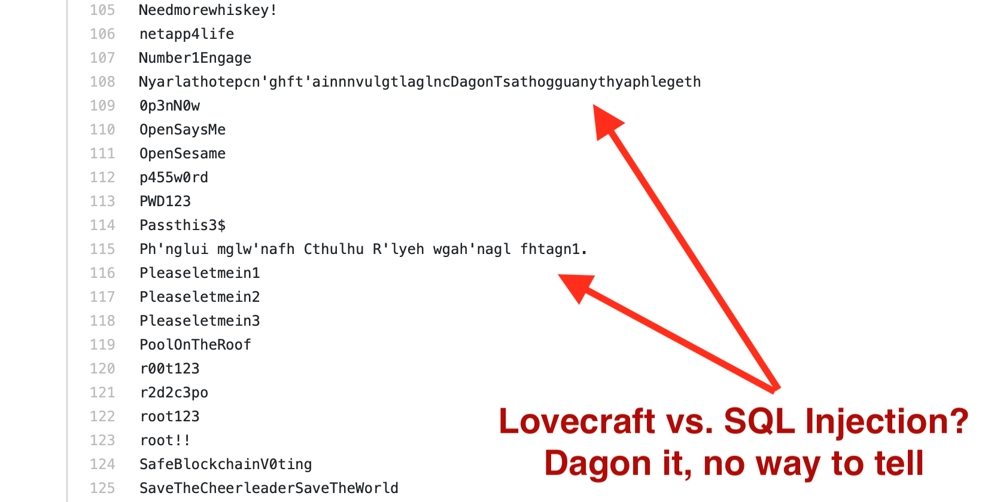 105 Needmorewhiskey!
106 netapp4life
107 Number1Engage
108 Nyarlathotepcn'ghft'ainnnvulgtlaglncDagonTsathogguanythyaphlegeth
109 0p3nN0w
110 OpenSaysMe
111 OpenSesame
112 p455w0rd
113 PWD123
114 Passthis3$
115 Ph'nglui mglw'nafh Cthulhu R'lyeh wgah'nagl fhtagn1.
116 Pleaseletmein1
117 Pleaseletmein2
118 Pleaseletmein3
119 PoolOnTheRoof
120 r00t123
121 r2d2c3po
122 root123
123 root!!
124 SafeBlockchainV0ting
125 SaveTheCheerleaderSaveTheWorld
Lovecraft vs. SQL Injection?
Dagon it, no way to tell